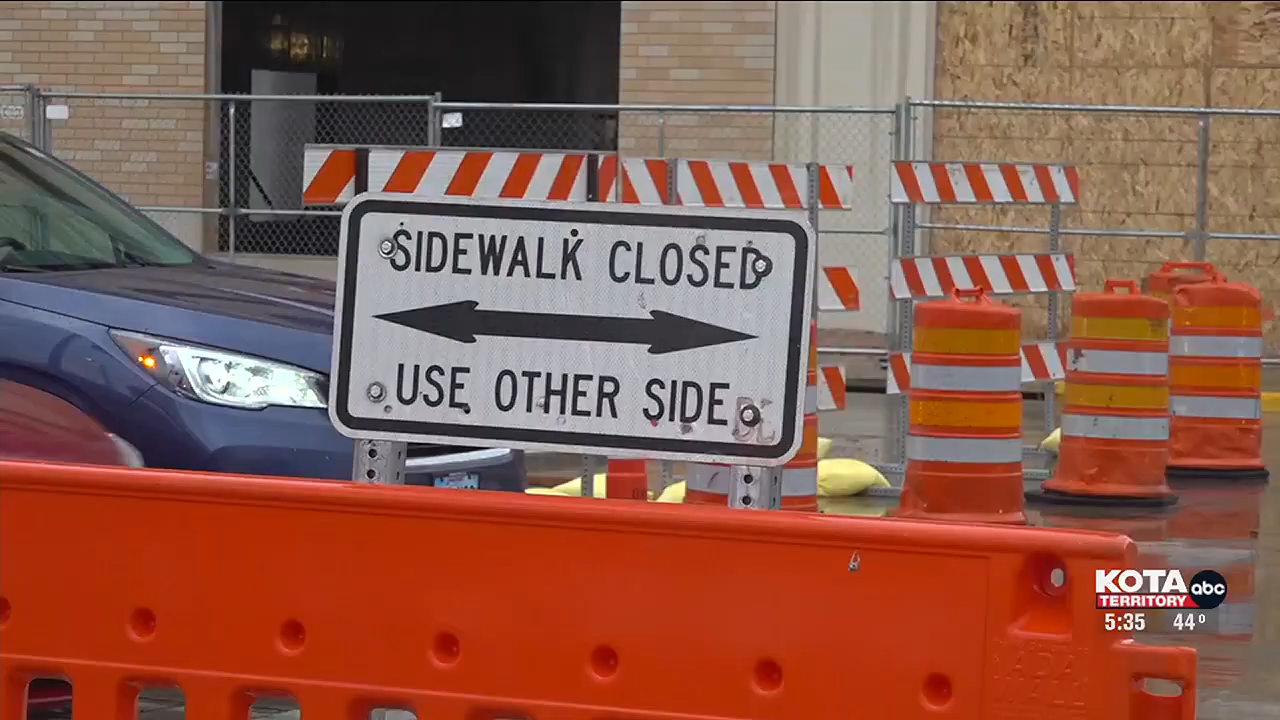 SIDEWALK CLOSED
USE OTHER SIDE
KOTA abc
TERRITORY
5:35 44°